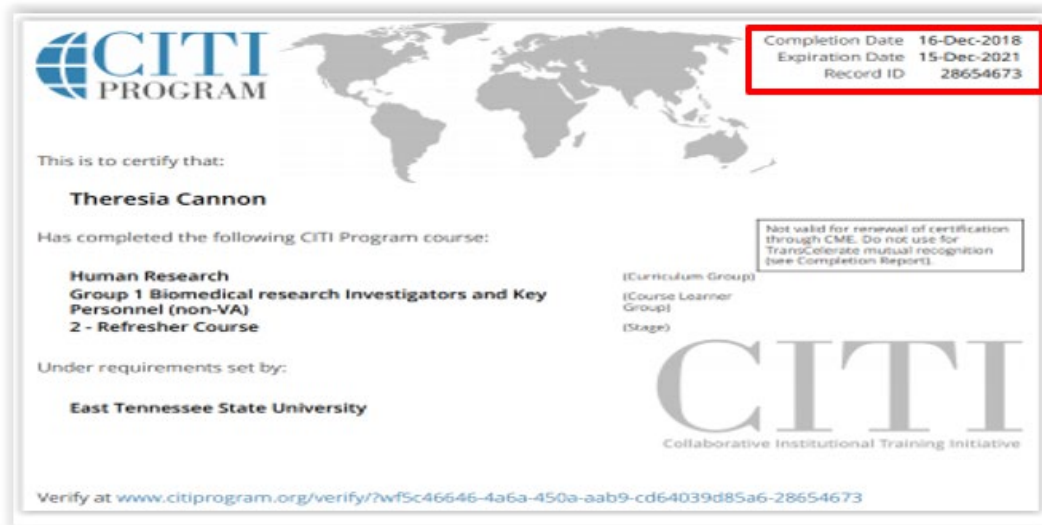 CITI
PROGRAM
Completion Date 16-Dec-2018
Expiration Date 15-Dec-2021
Record ID 28654673
This is to certify that:
Theresia Cannon
Has completed the following CITI Program course:
Not valid for renewal of certification
through CME. Do not use for
TransCelerate mutual recognition
(see Completion Report).
Human Research (Curriculum Group)
Group 1 Biomedical research Investigators and Key
Personnel (non-VA)
(Course Learner
Group)
2 - Refresher Course (Stage)
Under requirements set by:
East Tennessee State University
CITI
Collaborative Institutional Training Initiative
Verify at www.citiprogram.org/verify/?wf5c46646-4a6a-450a-aab9-cd64039d85a6-28654673